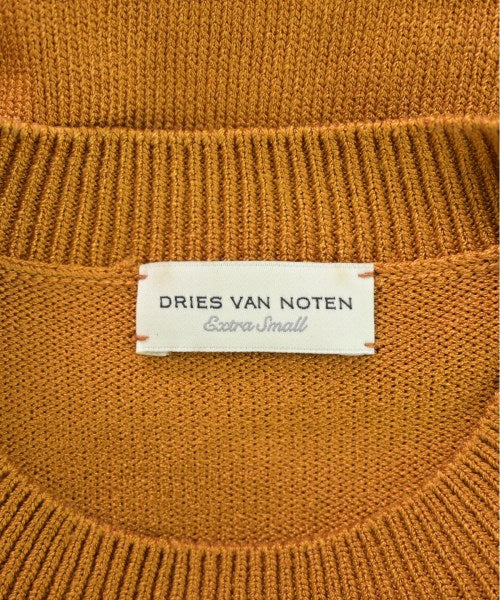 DRIES VAN NOTEN
Extra Small